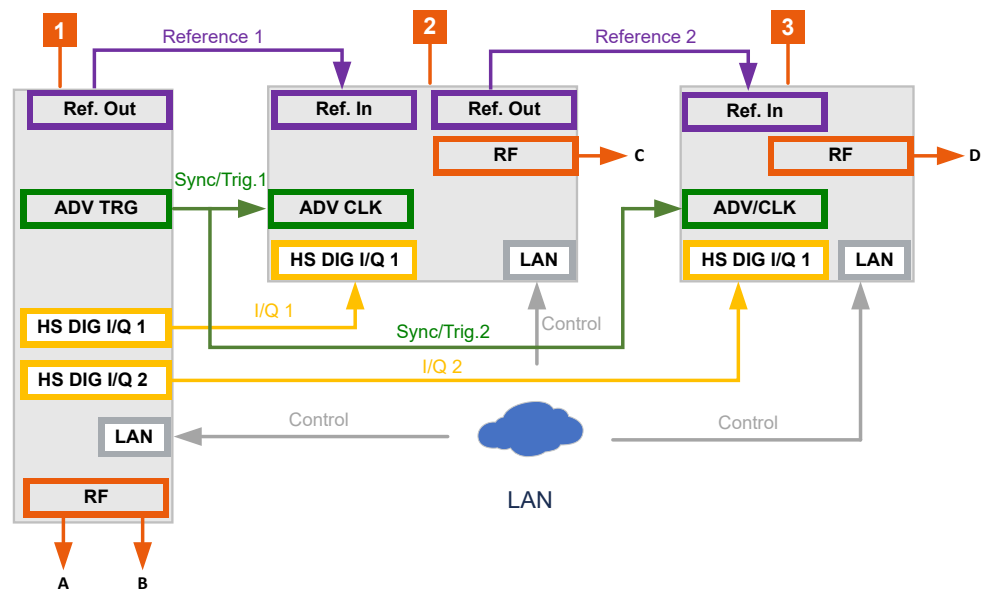 1
2
3
Reference 1
Reference 2
Ref. Out
Ref. In
Ref. Out
Ref. In
RF
C
RF
D
Sync/Trig.1
ADV TRG
ADV CLK
ADV/CLK
HS DIG I/Q 1
LAN
HS DIG I/Q 1
LAN
I/Q 1
HS DIG I/Q 1
Sync/Trig.2
Control
I/Q 2
HS DIG I/Q 2
Control
Control
LAN
LAN
RF
A
B